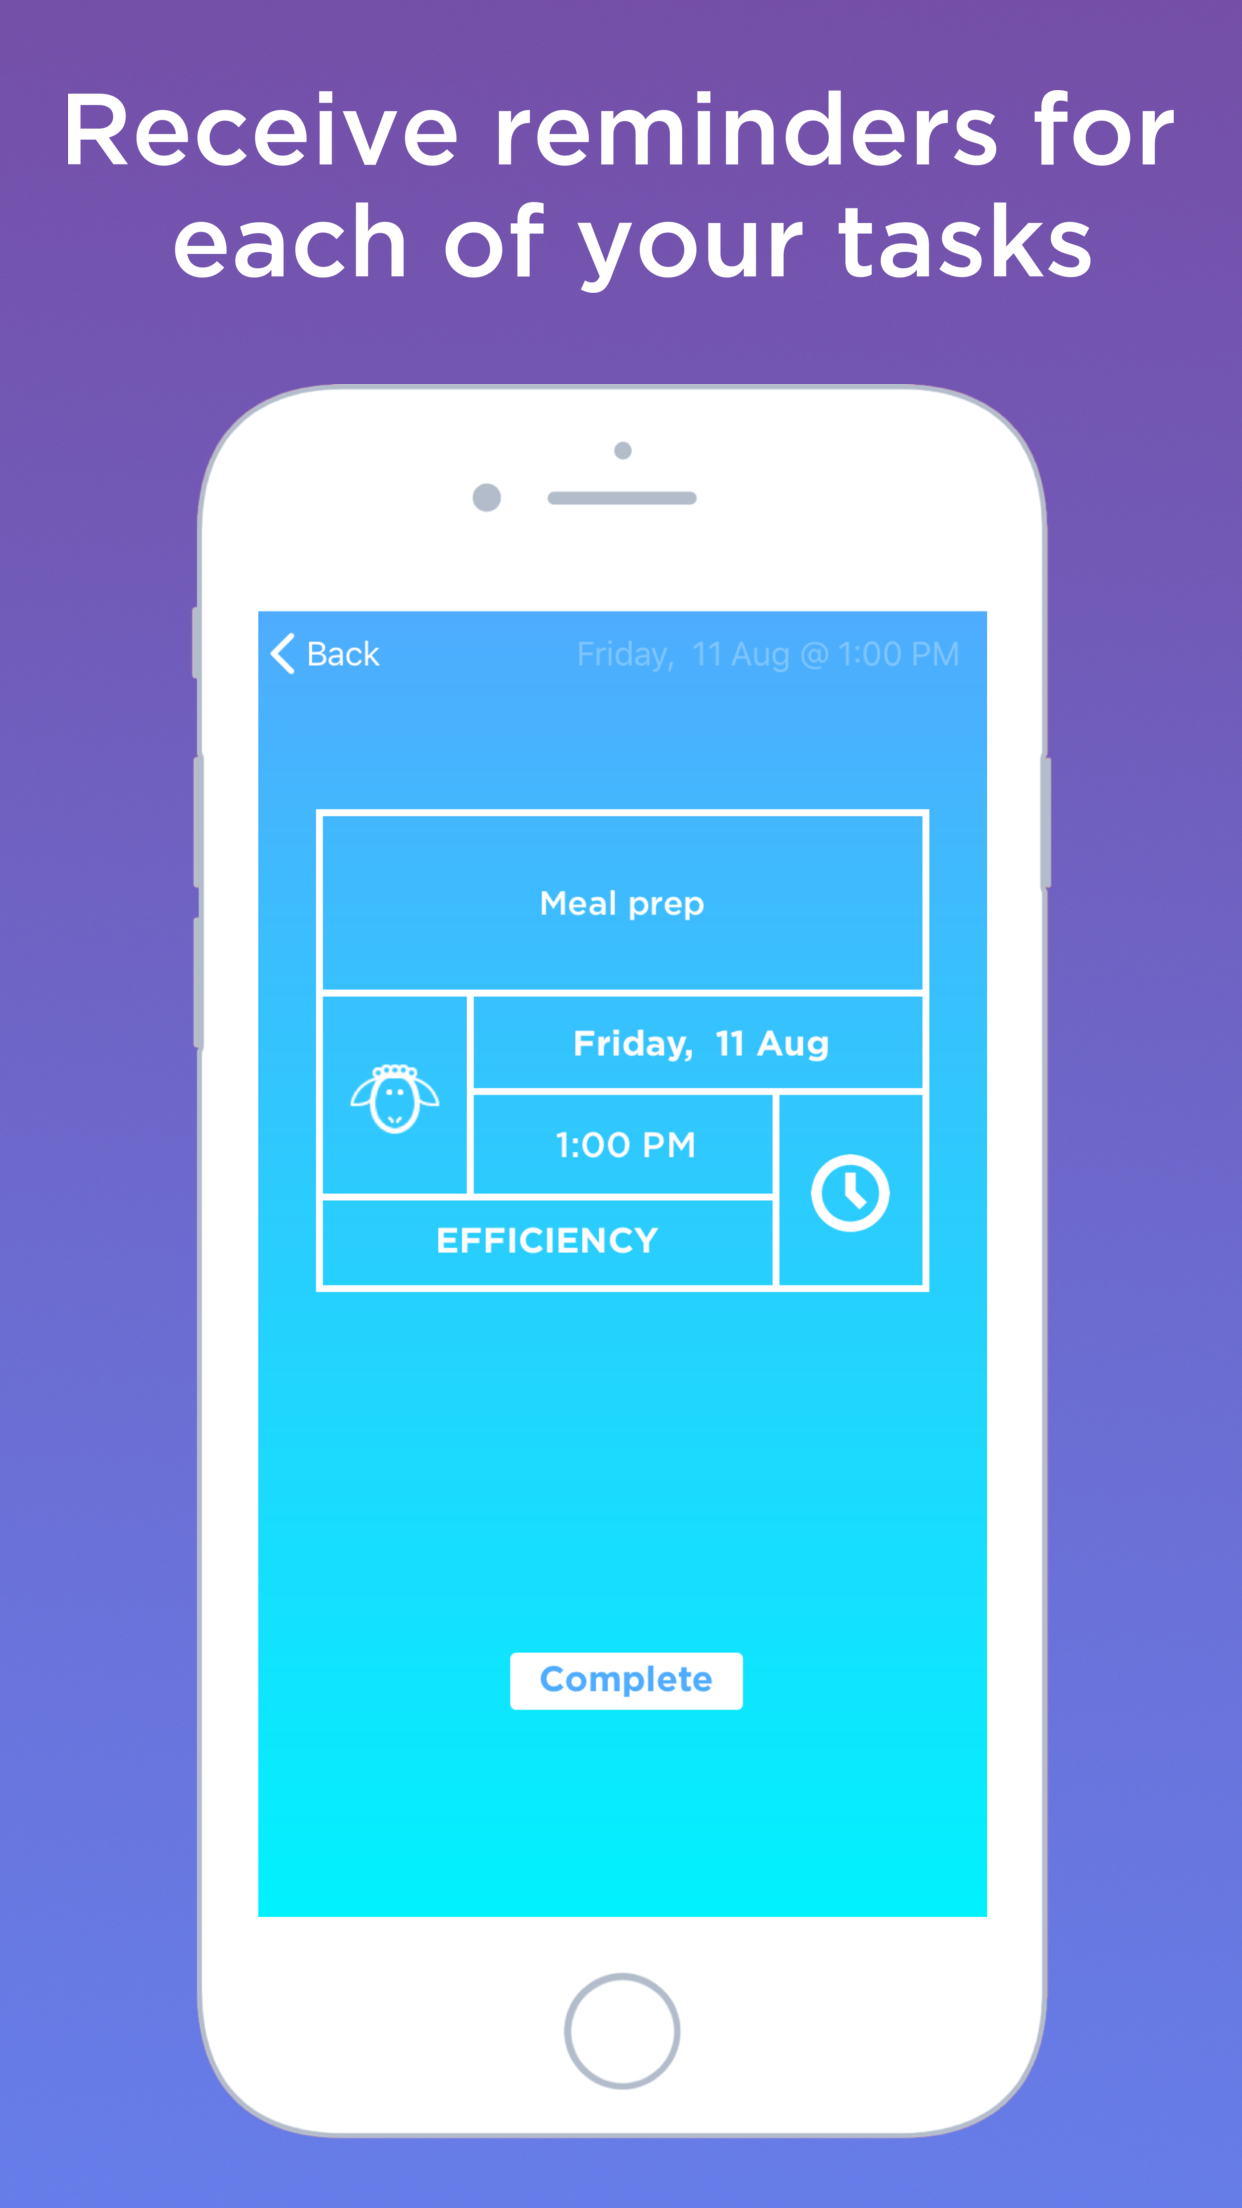 Receive reminders for
each of your tasks
Back
Friday,  11 Aug @ 1:00 PM
Meal prep
Friday,  11 Aug
1:00 PM
EFFICIENCY
Complete